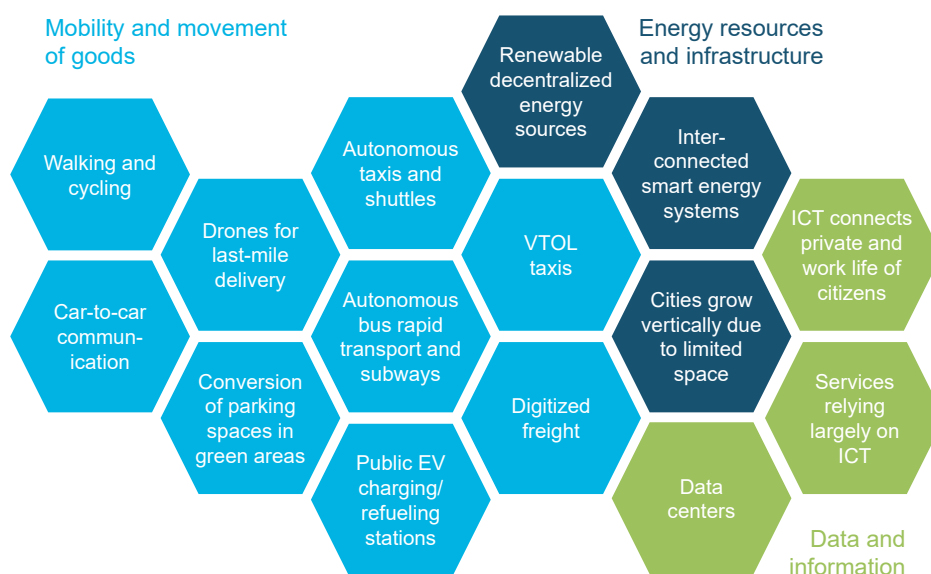 Mobility and movement
of goods
Energy resources
and infrastructure
Renewable
decentralized
energy
sources
Walking and
cycling
Autonomous
taxis and
shuttles
Inter-
connected
smart energy
systems
Drones for
last-mile
delivery
VTOL
taxis
ICT connects
private and
work life of
citizens
Car-to-car
commun-
ication
Autonomous
bus rapid
transport and
subways
Cities grow
vertically due
to limited
space
Conversion
of parking
spaces in
green areas
Digitized
freight
Services
relying
largely on
ICT
Public EV
charging/
refueling
stations
Data
centers
Data and
information